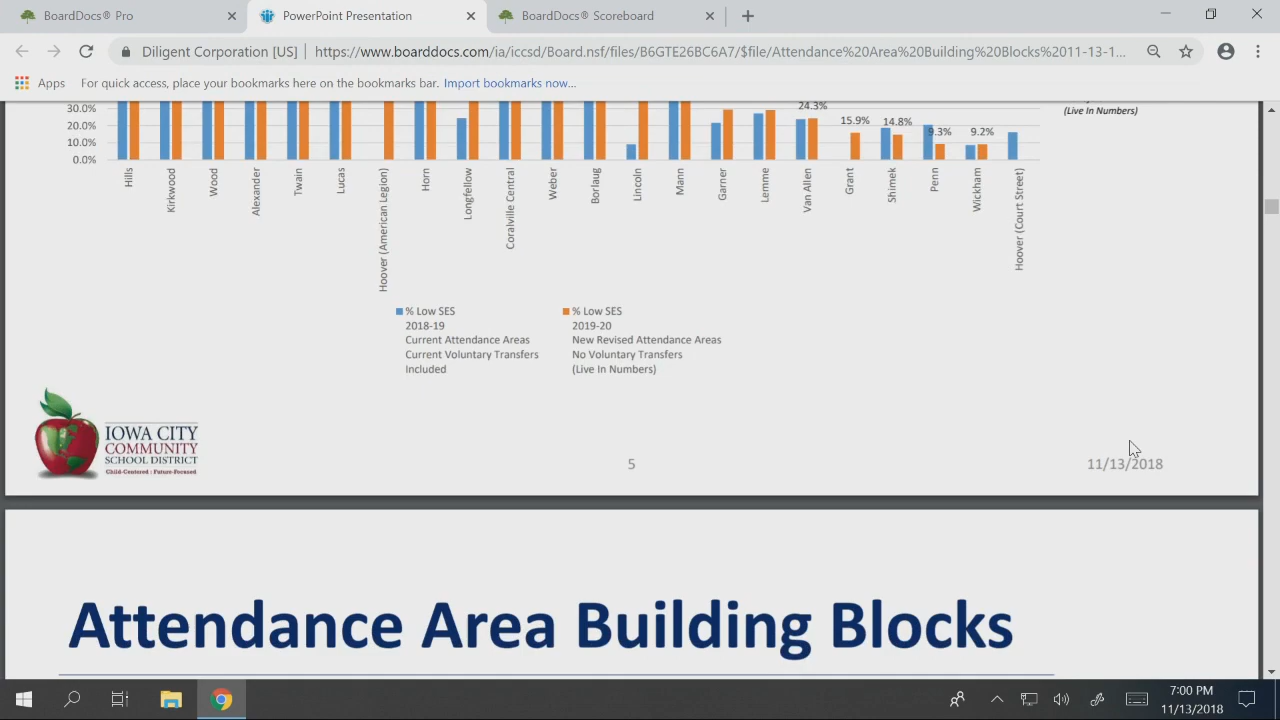 BoardDocs® Pro
PowerPoint Presentation
BoardDocs® Scoreboard
Diligent Corporation [US]
https://www.boarddocs.com/ia/iccsd/Board.nsf/files/B6GTE26BC6A7/$file/Attendance%20Area%20Building%20Blocks%2011-13-1...
Apps
For quick access, place your bookmarks here on the bookmarks bar. Import bookmarks now...
30.0%
20.0%
10.0%
0.0%
24.3%
15.9%
14.8%
9.3%
9.2%
(Live In Numbers)
Hills
Kirkwood
Wood
Alexander
Twain
Lucas
Hoover (American Legion)
Horn
Longfellow
Coralville Central
Weber
Borlaug
Lincoln
Mann
Garner
Lemme
Van Allen
Grant
Shimek
Penn
Wickham
Hoover (Court Street)
% Low SES
2018-19
Current Attendance Areas
Current Voluntary Transfers
Included
% Low SES
2019-20
New Revised Attendance Areas
No Voluntary Transfers
(Live In Numbers)
IOWA CITY
COMMUNITY
SCHOOL DISTRICT
Child-Centered : Future-Focused
5
11/13/2018
Attendance Area Building Blocks
7:00 PM
11/13/2018